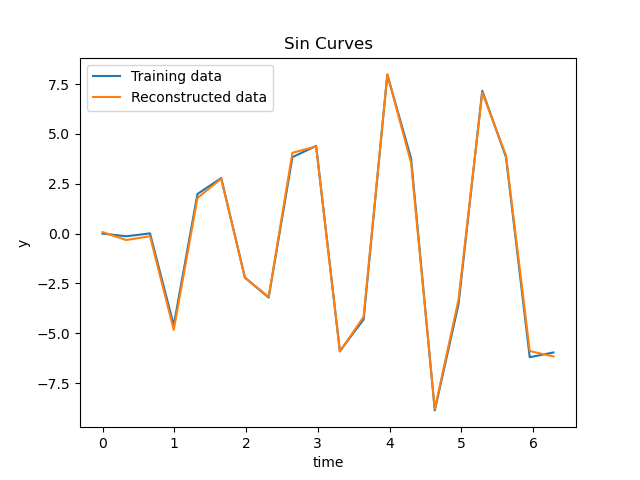 Sin Curves
Training data
Reconstructed data
7.5
5.0
2.5
0.0
−2.5
−5.0
−7.5
y
0 1 2 3 4 5 6
time